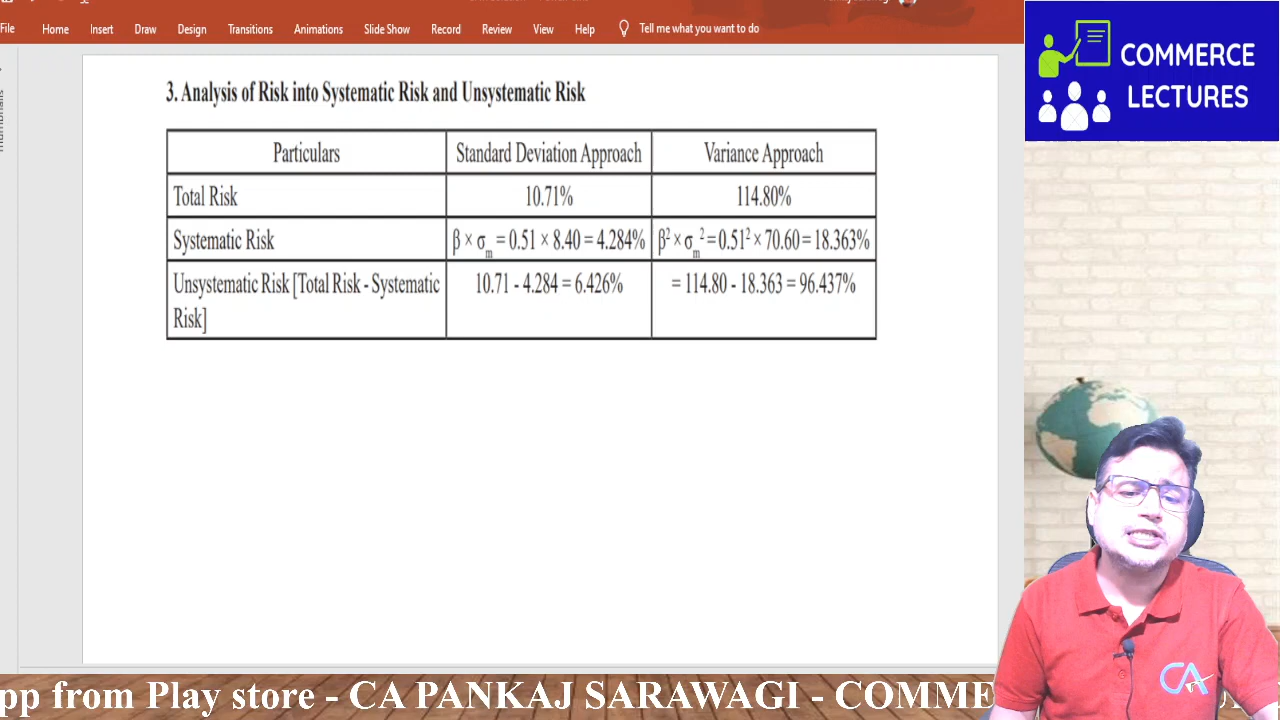 File Home Insert Draw Design Transitions Animations Slide Show Record Review View Help Tell me what you want to do
COMMERCE
LECTURES
3. Analysis of Risk into Systematic Risk and Unsystematic Risk
Particulars Standard Deviation Approach Variance Approach
Total Risk 10.71% 114.80%
Systematic Risk β × σm = 0.51 × 8.40 = 4.284% β² × σm² = 0.51² × 70.60 = 18.363%
Unsystematic Risk [Total Risk - Systematic 10.71 - 4.284 = 6.426% = 114.80 - 18.363 = 96.437%
Risk]
CA
pp from Play store - CA PANKAJ SARAWAGI - COMME